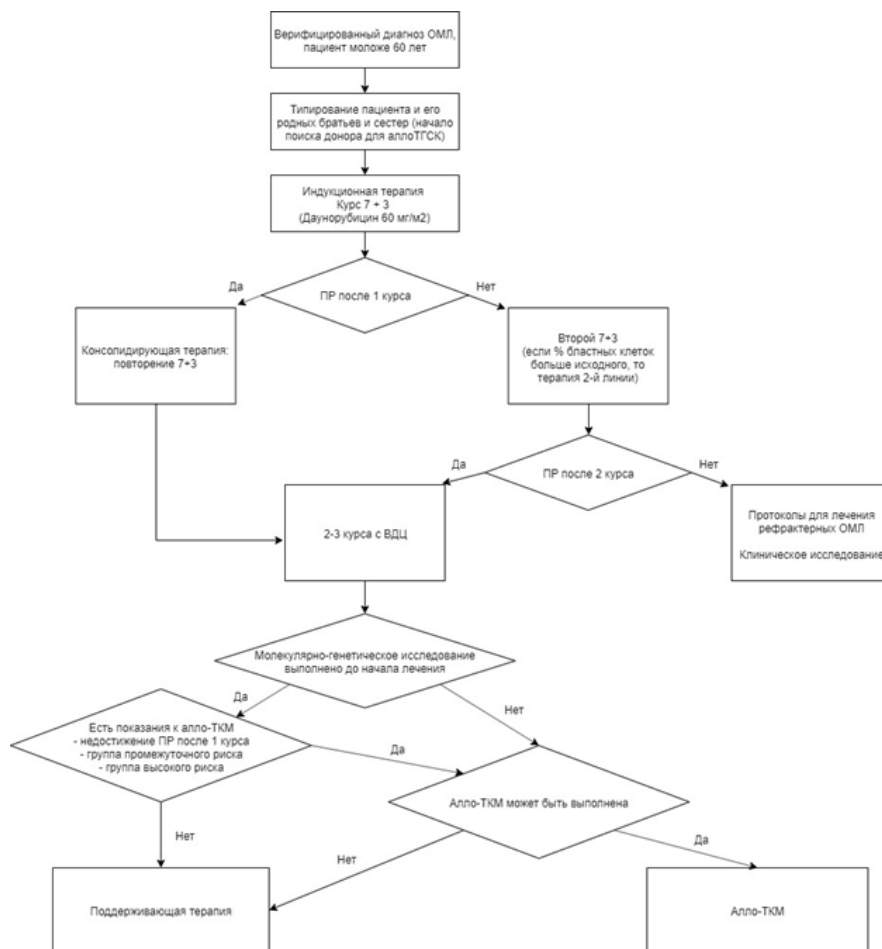 Верифицированный диагноз ОМЛ,
пациент моложе 60 лет
Типирование пациента и его
родных братьев и сестер (начало
поиска донора для аллоТГСК)
Индукционная терапия
Курс 7 + 3
(Даунорубицин 60 мг/м2)
Да
Нет
ПР после 1 курса
Консолидирующая терапия:
повторение 7+3
Второй 7+3
(если % бластных клеток
больше исходного, то
терапия 2-й линии)
Да
Нет
ПР после 2 курса
2-3 курса с ВДЦ
Протоколы для лечения
рефрактерных ОМЛ
Клиническое исследование
Молекулярно-генетическое исследование
выполнено до начала лечения
Да
Нет
Есть показания к алло-ТКМ
- недостижение ПР после 1 курса
- группа промежуточного риска
- группа высокого риска
Да
Алло-ТКМ может быть выполнена
Нет
Нет
Да
Поддерживающая терапия
Алло-ТКМ